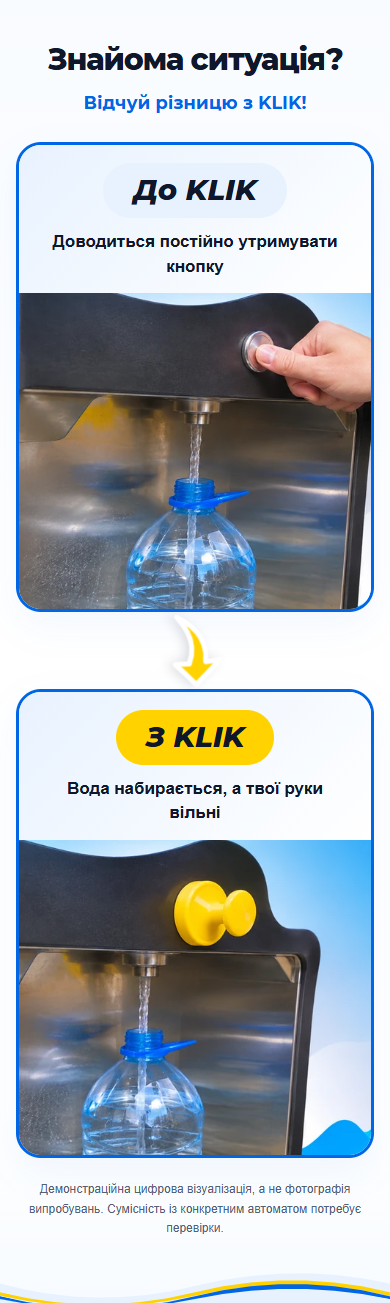 Знайома ситуація?
Відчуй різницю з KLIK!
До KLIK
Доводиться постійно утримувати
кнопку
З KLIK
Вода набирається, а твої руки
вільні
Демонстраційна цифрова візуалізація, а не фотографія
випробувань. Сумісність із конкретним автоматом потребує
перевірки.